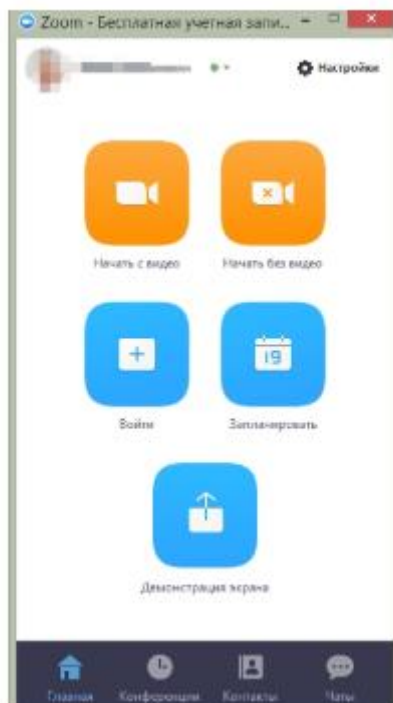 Zoom - Бесплатная учетная запи...
Настройки
Начать с видео
Начать без видео
Войти
19
Запланировать
Демонстрация экрана
Главная
Конференции
Контакты
Чаты